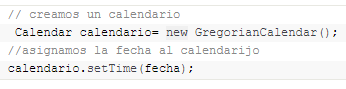 // creamos un calendario
Calendar calendario= new GregorianCalendar();
//asignamos la fecha al calendarijo
calendario.setTime(fecha);